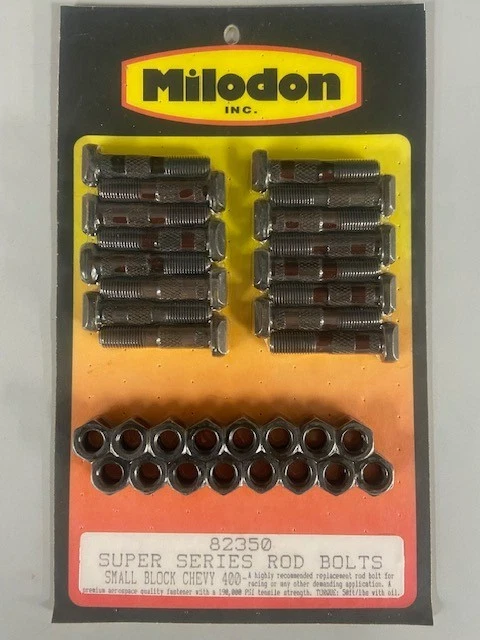 Milodon
INC.
82350
SUPER SERIES ROD BOLTS
SMALL BLOCK CHEVY 400- A highly recommended replacement rod bolt for
racing or any other demanding application. A
premium aerospace quality fastener with a 190,000 PSI tensile strength. TORQUE: 50ft/lbs with oil.